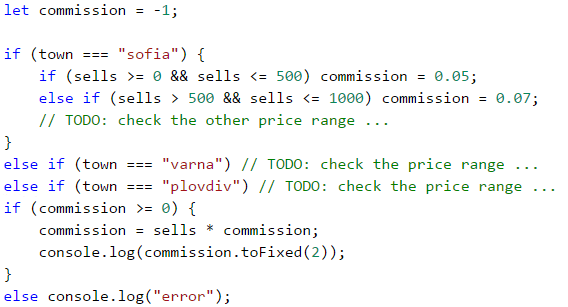 let commission = -1;

if (town === "sofia") {
    if (sells >= 0 && sells <= 500) commission = 0.05;
    else if (sells > 500 && sells <= 1000) commission = 0.07;
    // TODO: check the other price range ...
}
else if (town === "varna") // TODO: check the price range ...
else if (town === "plovdiv") // TODO: check the price range ...
if (commission >= 0) {
    commission = sells * commission;
    console.log(commission.toFixed(2));
}
else console.log("error");